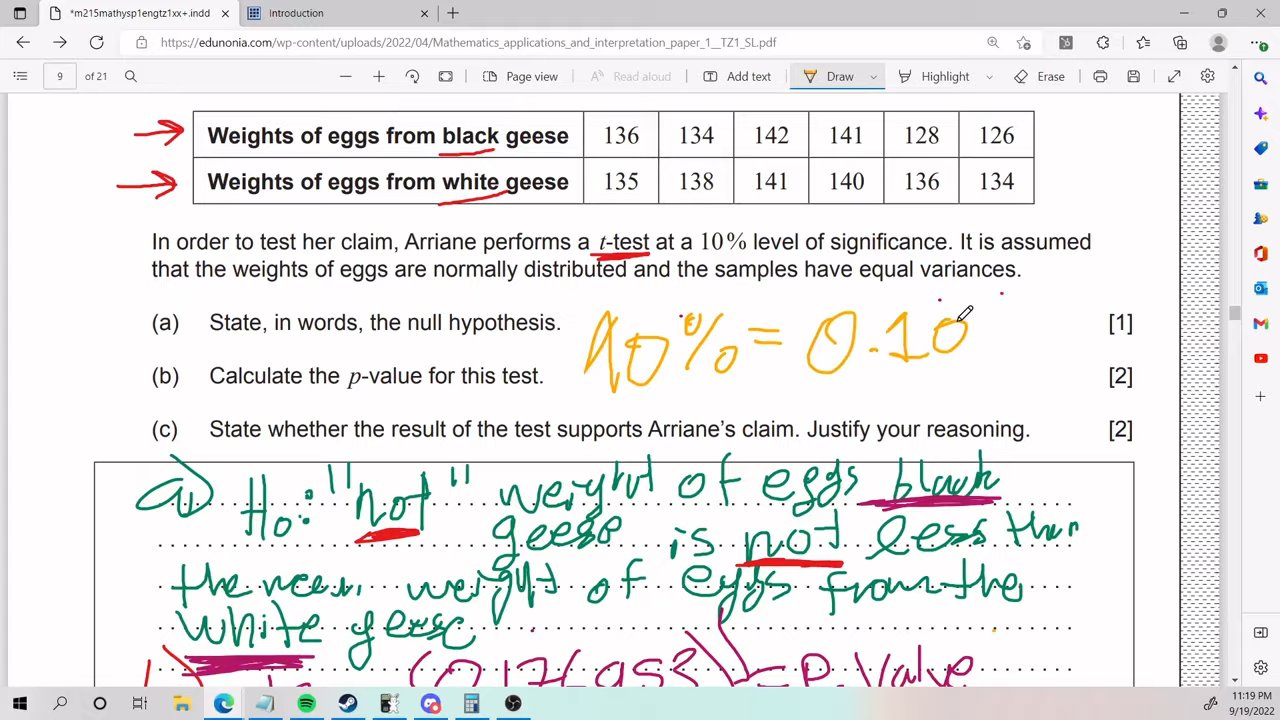 *m215mathysp1engtz1xx+.indd
Introduction
https://edunonia.com/wp-content/uploads/2022/04/Mathematics_applications_and_interpretation_paper_1__TZ1_SL.pdf
9 of 21 Page view Read aloud Add text Draw Highlight Erase
Weights of eggs from black geese 136 134 142 141 128 126
Weights of eggs from white geese 135 138 141 140 136 134
In order to test her claim, Arriane performs a t-test at a 10% level of significance. It is assumed
that the weights of eggs are normally distributed and the samples have equal variances.
(a) State, in words, the null hypothesis. [1]
10% = 0.10
(b) Calculate the p-value for this test. [2]
(c) State whether the result of the test supports Arriane's claim. Justify your reasoning. [2]
a) H0: "not" weight of eggs black
geese is not less than
the mean weight of eggs from the
white geese
P-Value
11:19 PM
9/19/2022